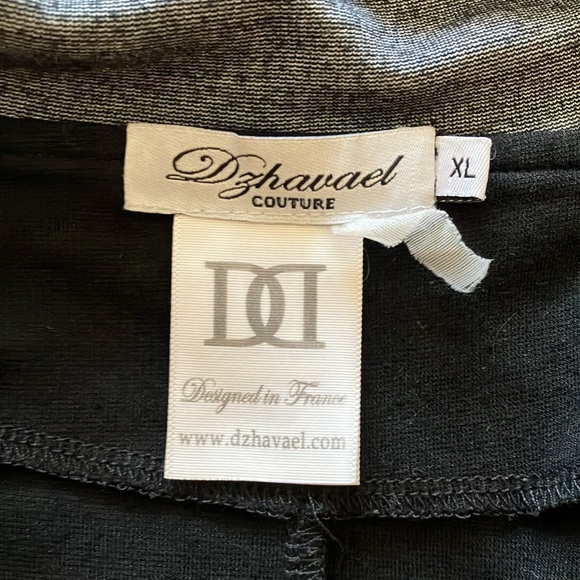 Dzhavael
COUTURE
XL
DD
Designed in France
www.dzhavael.com